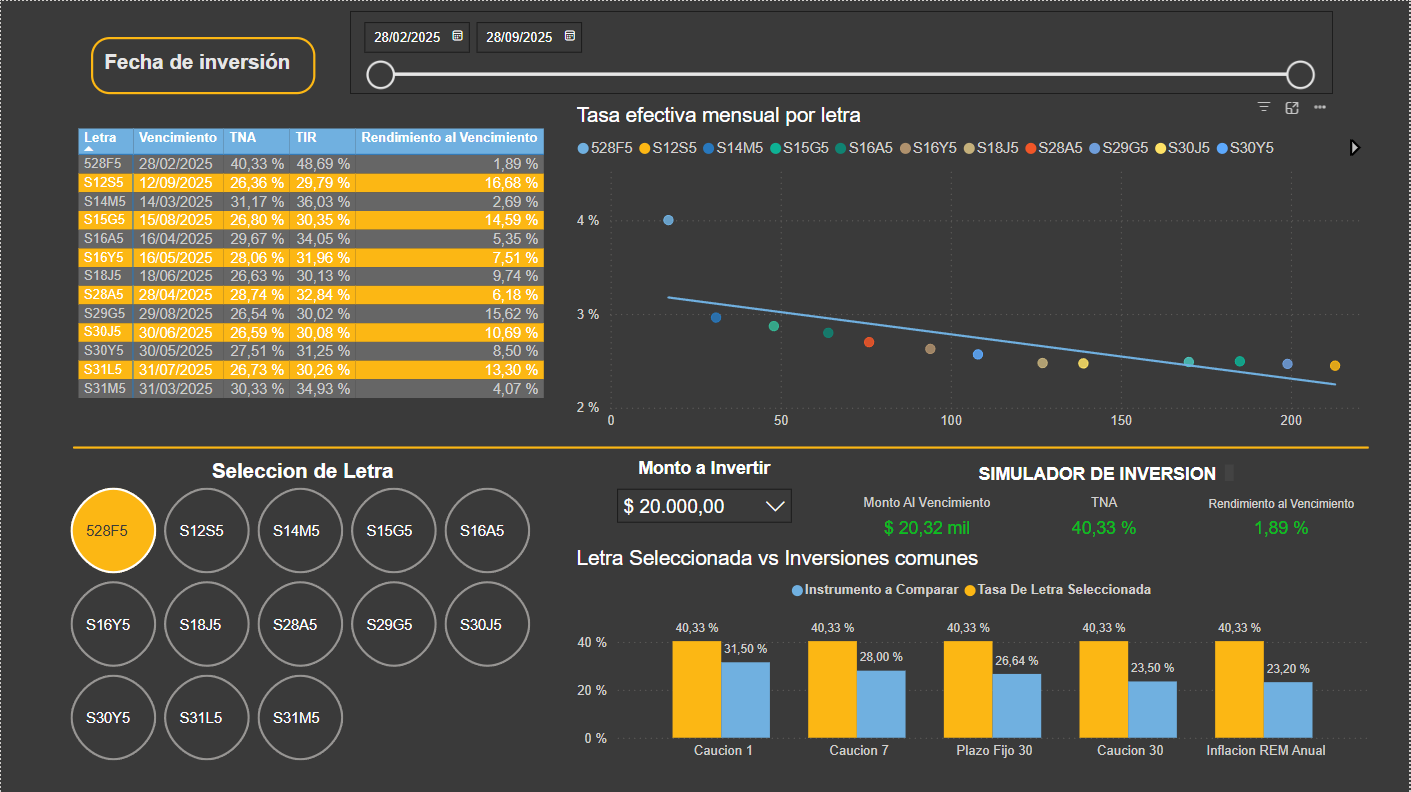 28/02/2025 28/09/2025
Fecha de inversión
Letra Vencimiento TNA TIR Rendimiento al Vencimiento
528F5 28/02/2025 40,33 % 48,69 % 1,89 %
S12S5 12/09/2025 26,36 % 29,79 % 16,68 %
S14M5 14/03/2025 31,17 % 36,03 % 2,69 %
S15G5 15/08/2025 26,80 % 30,35 % 14,59 %
S16A5 16/04/2025 29,67 % 34,05 % 5,35 %
S16Y5 16/05/2025 28,06 % 31,96 % 7,51 %
S18J5 18/06/2025 26,63 % 30,13 % 9,74 %
S28A5 28/04/2025 28,74 % 32,84 % 6,18 %
S29G5 29/08/2025 26,54 % 30,02 % 15,62 %
S30J5 30/06/2025 26,59 % 30,08 % 10,69 %
S30Y5 30/05/2025 27,51 % 31,25 % 8,50 %
S31L5 31/07/2025 26,73 % 30,26 % 13,30 %
S31M5 31/03/2025 30,33 % 34,93 % 4,07 %
Tasa efectiva mensual por letra
528F5 S12S5 S14M5 S15G5 S16A5 S16Y5 S18J5 S28A5 S29G5 S30J5 S30Y5
4 %
3 %
2 %
0 50 100 150 200
Seleccion de Letra
528F5 S12S5 S14M5 S15G5 S16A5
S16Y5 S18J5 S28A5 S29G5 S30J5
S30Y5 S31L5 S31M5
Monto a Invertir
$ 20.000,00
SIMULADOR DE INVERSION
Monto Al Vencimiento TNA Rendimiento al Vencimiento
$ 20,32 mil 40,33 % 1,89 %
Letra Seleccionada vs Inversiones comunes
Instrumento a Comparar Tasa De Letra Seleccionada
40,33 % 40,33 % 40,33 % 40,33 % 40,33 %
31,50 % 28,00 % 26,64 % 23,50 % 23,20 %
40 %
20 %
0 %
Caucion 1 Caucion 7 Plazo Fijo 30 Caucion 30 Inflacion REM Anual